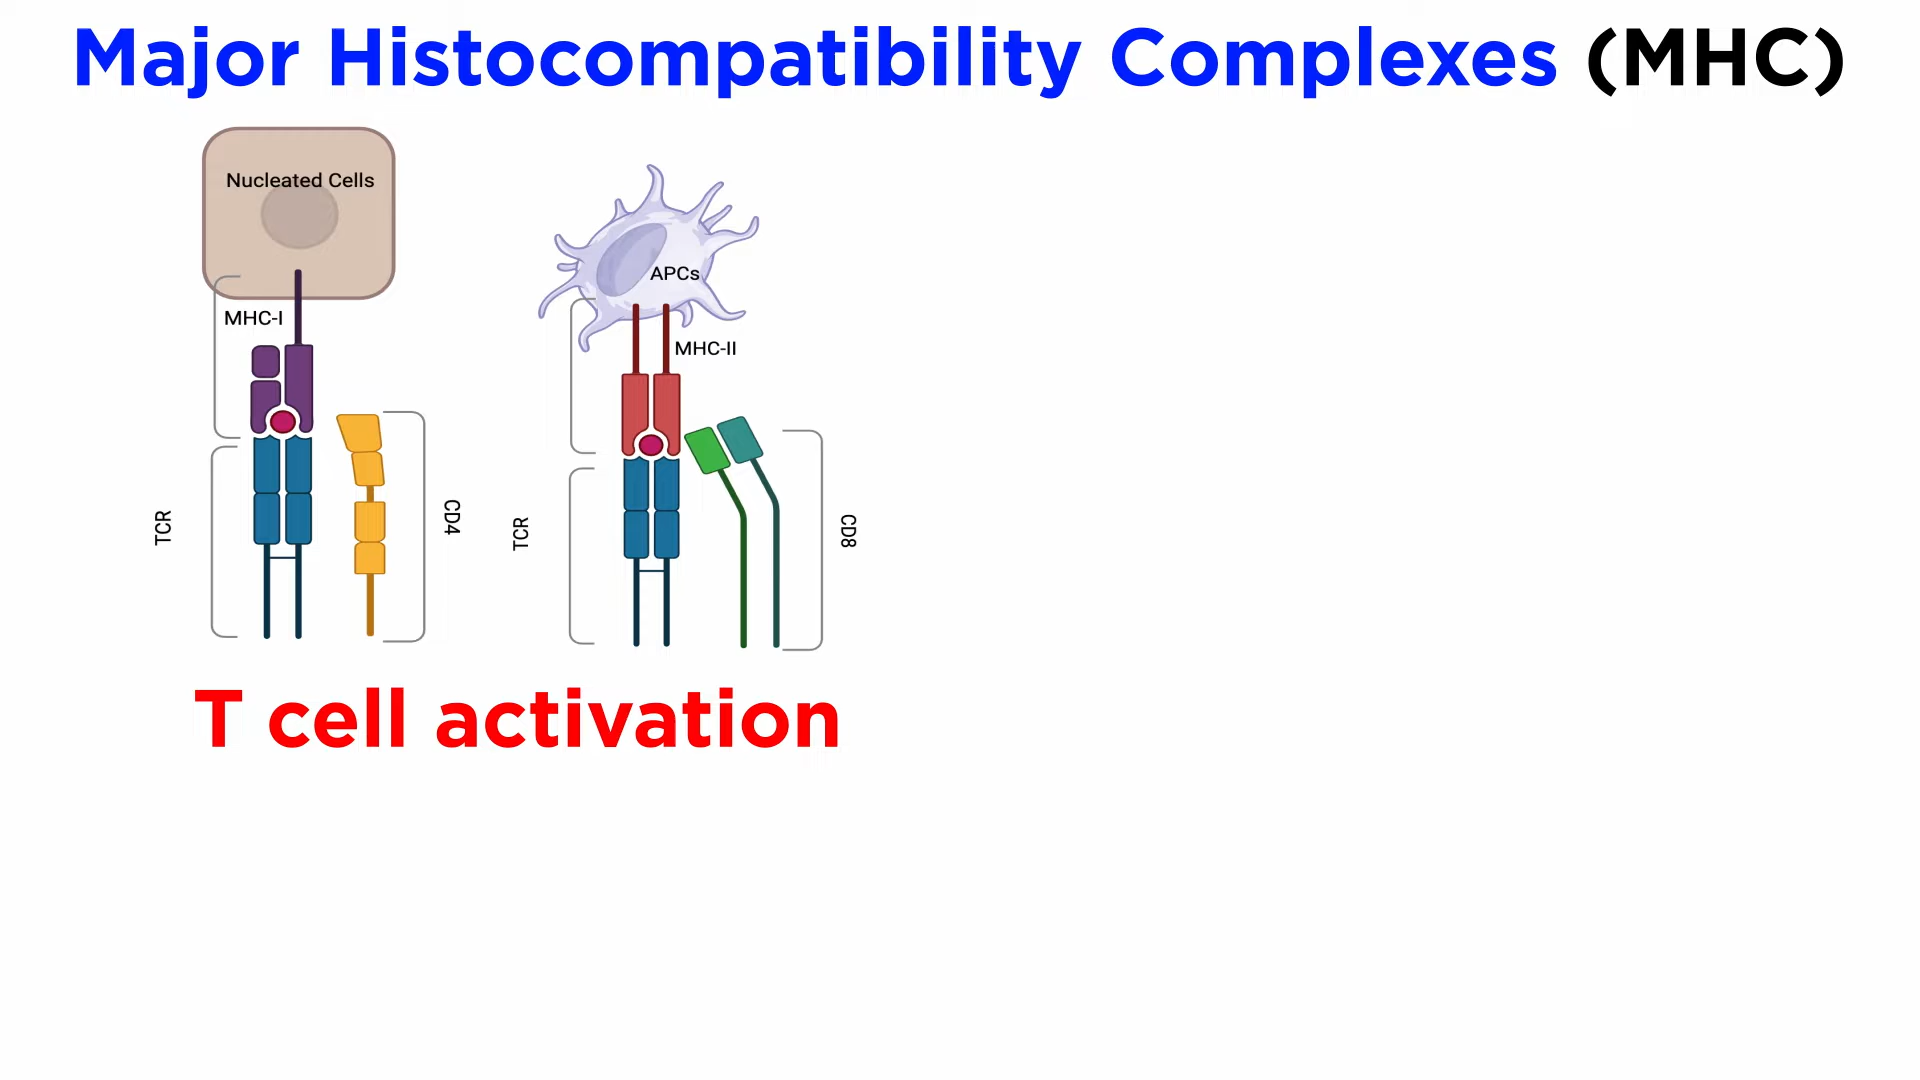 Major Histocompatibility Complexes (MHC)
Nucleated Cells
MHC-I
TCR
CD4
APCs
MHC-II
TCR
CD8
T cell activation